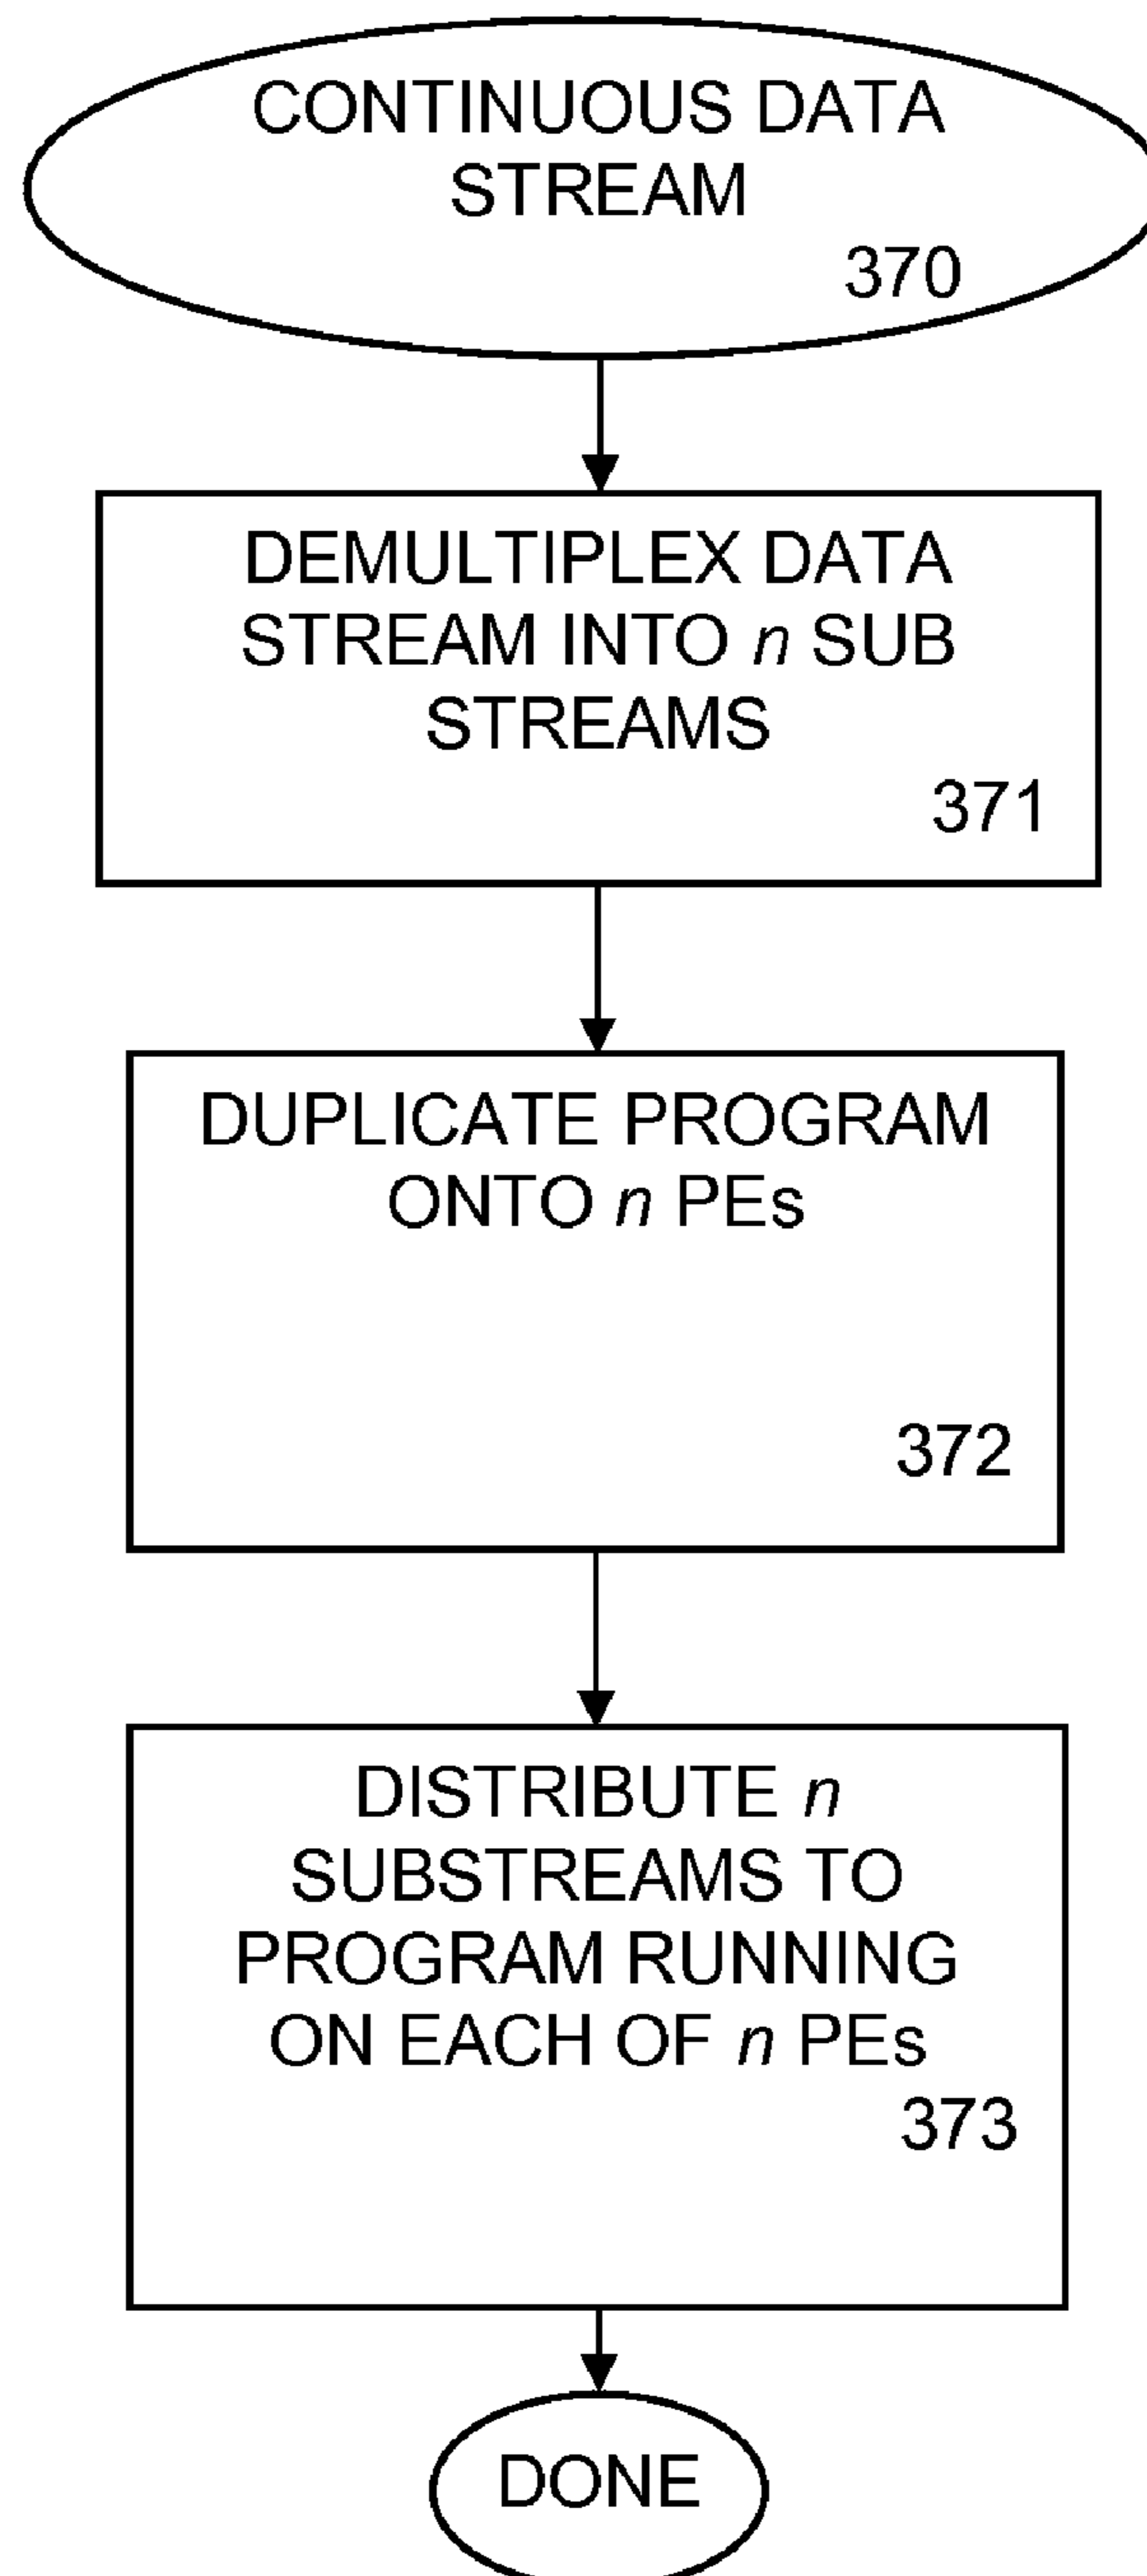 CONTINUOUS DATA
STREAM
370
DEMULTIPLEX DATA
STREAM INTO n SUB
STREAMS
371
DUPLICATE PROGRAM
ONTO n PEs
372
DISTRIBUTE n
SUBSTREAMS TO
PROGRAM RUNNING
ON EACH OF n PEs
373
DONE